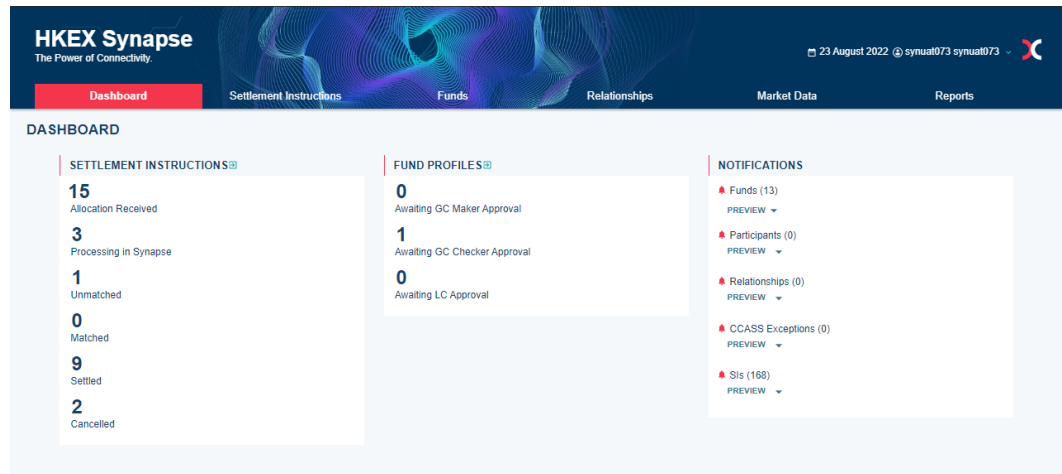 HKEX Synapse
The Power of Connectivity.
23 August 2022 synuat073 synuat073
Dashboard Settlement Instructions Funds Relationships Market Data Reports
DASHBOARD
SETTLEMENT INSTRUCTIONS
15
Allocation Received
3
Processing in Synapse
1
Unmatched
0
Matched
9
Settled
2
Cancelled
FUND PROFILES
0
Awaiting GC Maker Approval
1
Awaiting GC Checker Approval
0
Awaiting LC Approval
NOTIFICATIONS
Funds (13)
PREVIEW
Participants (0)
PREVIEW
Relationships (0)
PREVIEW
CCASS Exceptions (0)
PREVIEW
SIs (168)
PREVIEW